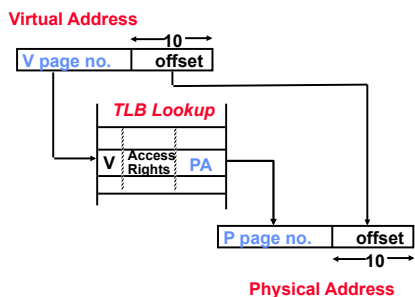 Virtual Address
10
V page no. offset
TLB Lookup
V Access Rights PA
P page no. offset
10
Physical Address